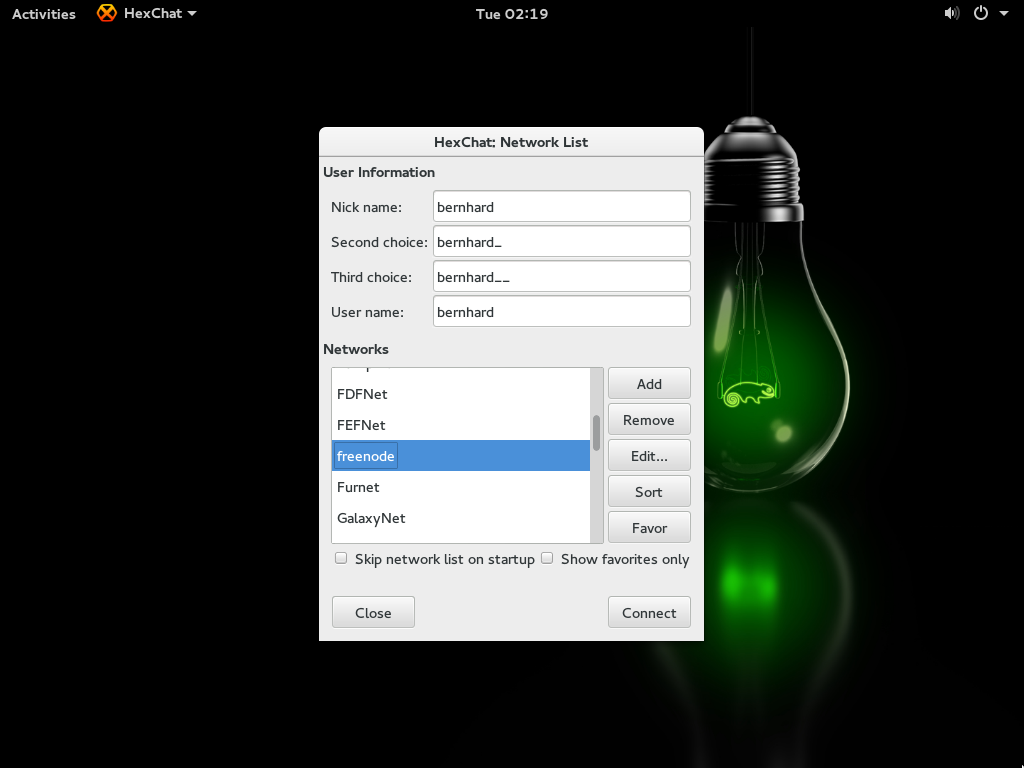 Activities HexChat Tue 02:19
HexChat: Network List
User Information
Nick name: bernhard
Second choice: bernhard_
Third choice: bernhard__
User name: bernhard
Networks
FDFNet
FEFNet
freenode
Furnet
GalaxyNet
Add
Remove
Edit...
Sort
Favor
Skip network list on startup Show favorites only
Close Connect